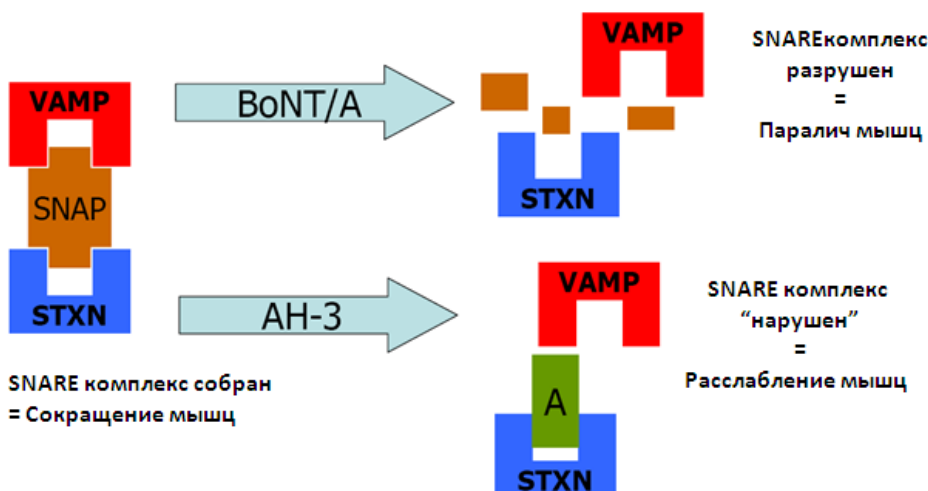 VAMP
SNAP
STXN
SNARE комплекс собран
= Сокращение мышц
BoNT/A
VAMP
STXN
SNAREкомплекс
разрушен
=
Паралич мышц
AH-3
VAMP
A
STXN
SNARE комплекс
“нарушен”
=
Расслабление мышц